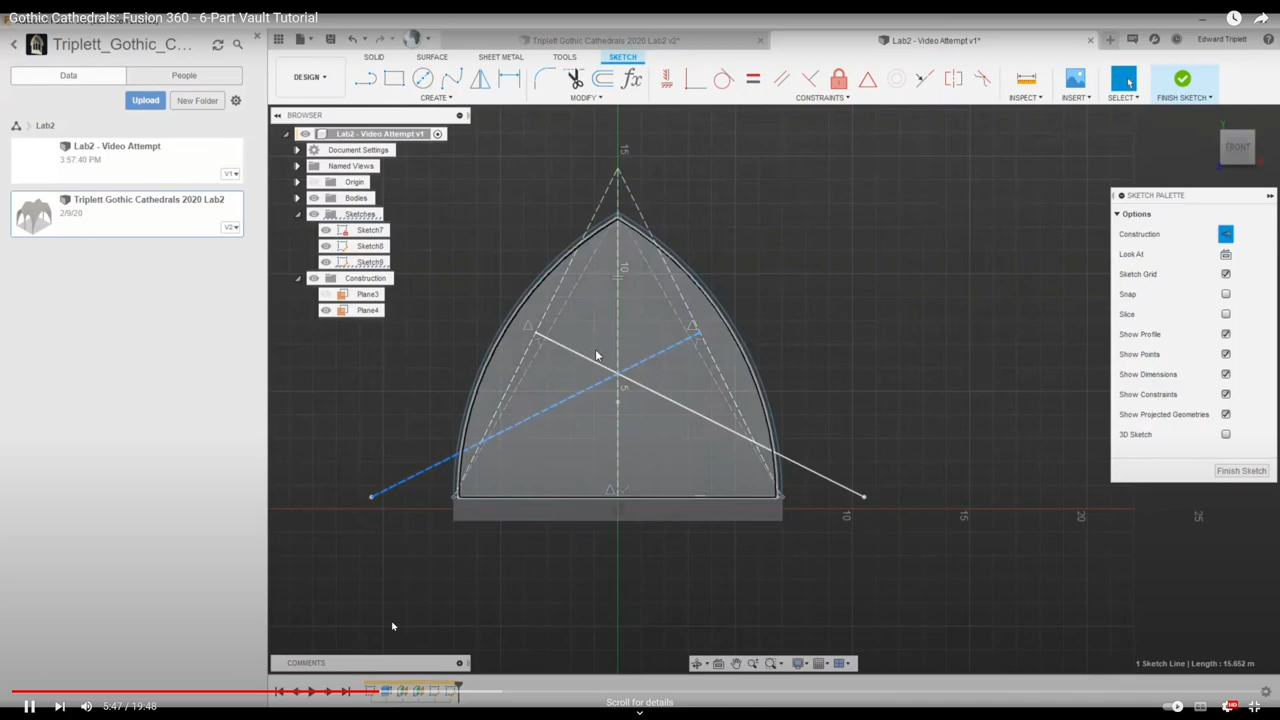 Gothic Cathedrals: Fusion 360 - 6-Part Vault Tutorial
Triplett_Gothic_C...
Data
People
Upload
New Folder
Lab2
Lab2 - Video Attempt
3:57:40 PM
V1
Triplett Gothic Cathedrals 2020 Lab2
2/9/20
V2
Triplett Gothic Cathedrals 2020 Lab2 v2*
Lab2 - Video Attempt v1*
Edward Triplett
DESIGN
SOLID
SURFACE
SHEET METAL
TOOLS
SKETCH
CREATE
MODIFY
CONSTRAINTS
INSPECT
INSERT
SELECT
FINISH SKETCH
BROWSER
Lab2 - Video Attempt v1
Document Settings
Named Views
Origin
Bodies
Sketches
Sketch7
Sketch8
Sketch9
Construction
Plane3
Plane4
15
10
5
10
15
20
25
Y
FRONT
SKETCH PALETTE
Options
Construction
Look At
Sketch Grid
Snap
Slice
Show Profile
Show Points
Show Dimensions
Show Constraints
Show Projected Geometries
3D Sketch
Finish Sketch
COMMENTS
1 Sketch Line | Length : 15.652 m
5:47 / 19:48
Scroll for details
HD